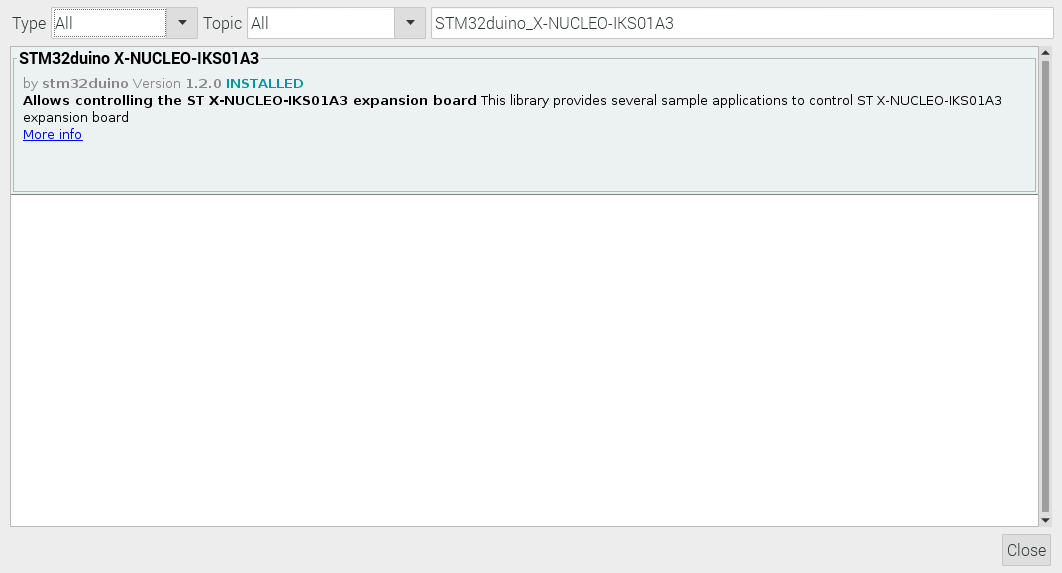 Type All Topic All STM32duino_X-NUCLEO-IKS01A3
STM32duino X-NUCLEO-IKS01A3
by stm32duino Version 1.2.0 INSTALLED
Allows controlling the ST X-NUCLEO-IKS01A3 expansion board This library provides several sample applications to control ST X-NUCLEO-IKS01A3
expansion board
More info
Close